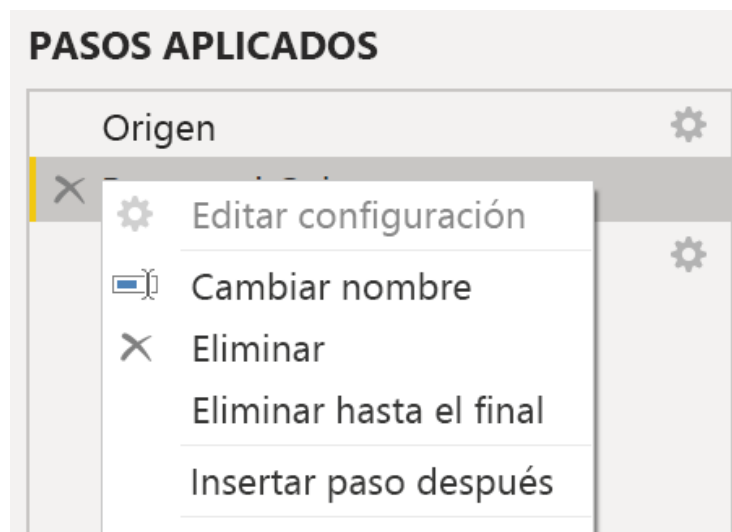 PASOS APLICADOS
Origen
Editar configuración
Cambiar nombre
Eliminar
Eliminar hasta el final
Insertar paso después